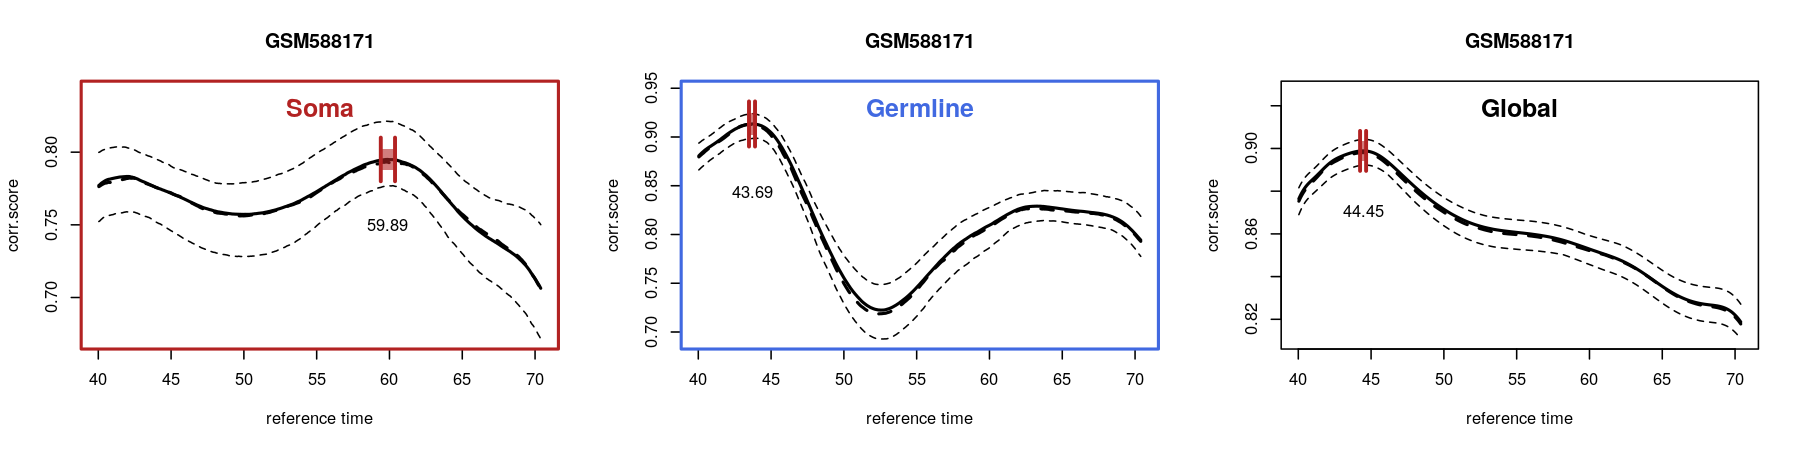 GSM588171
Soma
corr.score
0.80
0.75
0.70
59.89
40 45 50 55 60 65 70
reference time
GSM588171
Germline
corr.score
0.95
0.90
0.85
0.80
0.75
0.70
43.69
40 45 50 55 60 65 70
reference time
GSM588171
Global
corr.score
0.90
0.86
0.82
44.45
40 45 50 55 60 65 70
reference time